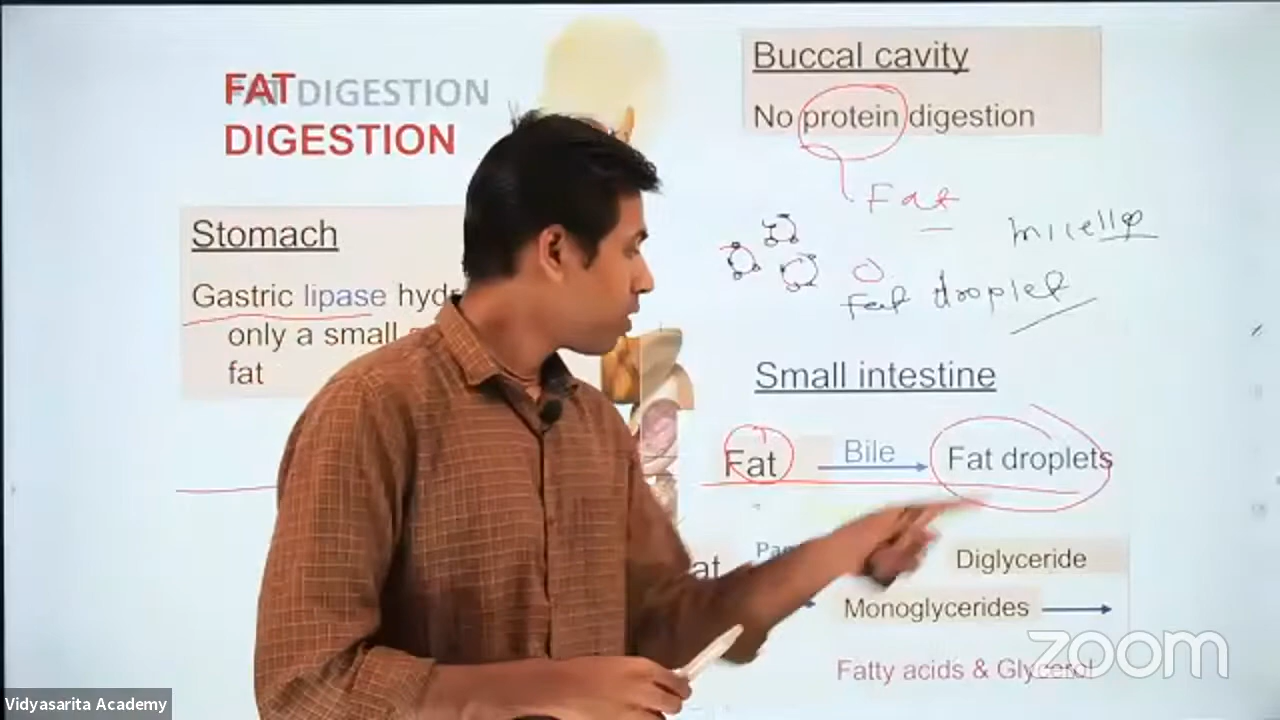 FAT DIGESTION
FAT
DIGESTION
Buccal cavity
No protein digestion
Fat
micelle
Fat droplet
Stomach
Gastric lipase
only a small
fat
Small intestine
Fat Bile Fat droplets
Diglyceride
Monoglycerides
Fatty acids & Glycerol
zoom
Vidyasarita Academy